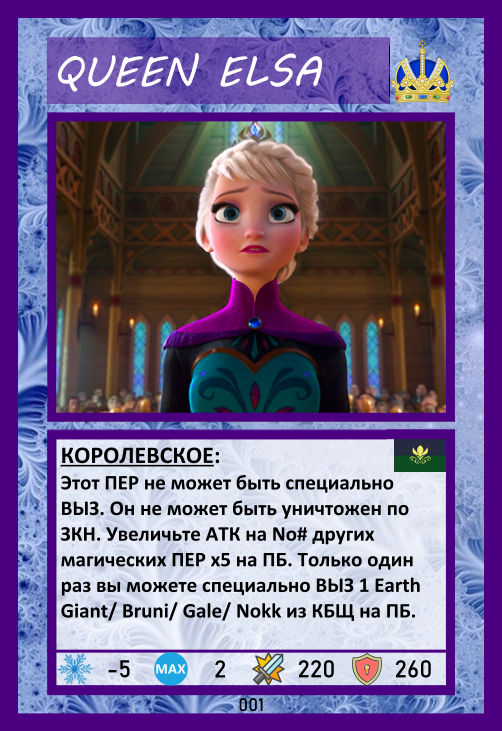 QUEEN ELSA
КОРОЛЕВСКОЕ:
Этот ПЕР не может быть специально
ВЫЗ. Он не может быть уничтожен по
ЗКН. Увеличьте АТК на No# других
магических ПЕР x5 на ПБ. Только один
раз вы можете специально ВЫЗ 1 Earth
Giant/ Bruni/ Gale/ Nokk из КБЩ на ПБ.
-5 MAX 2 220 260
001